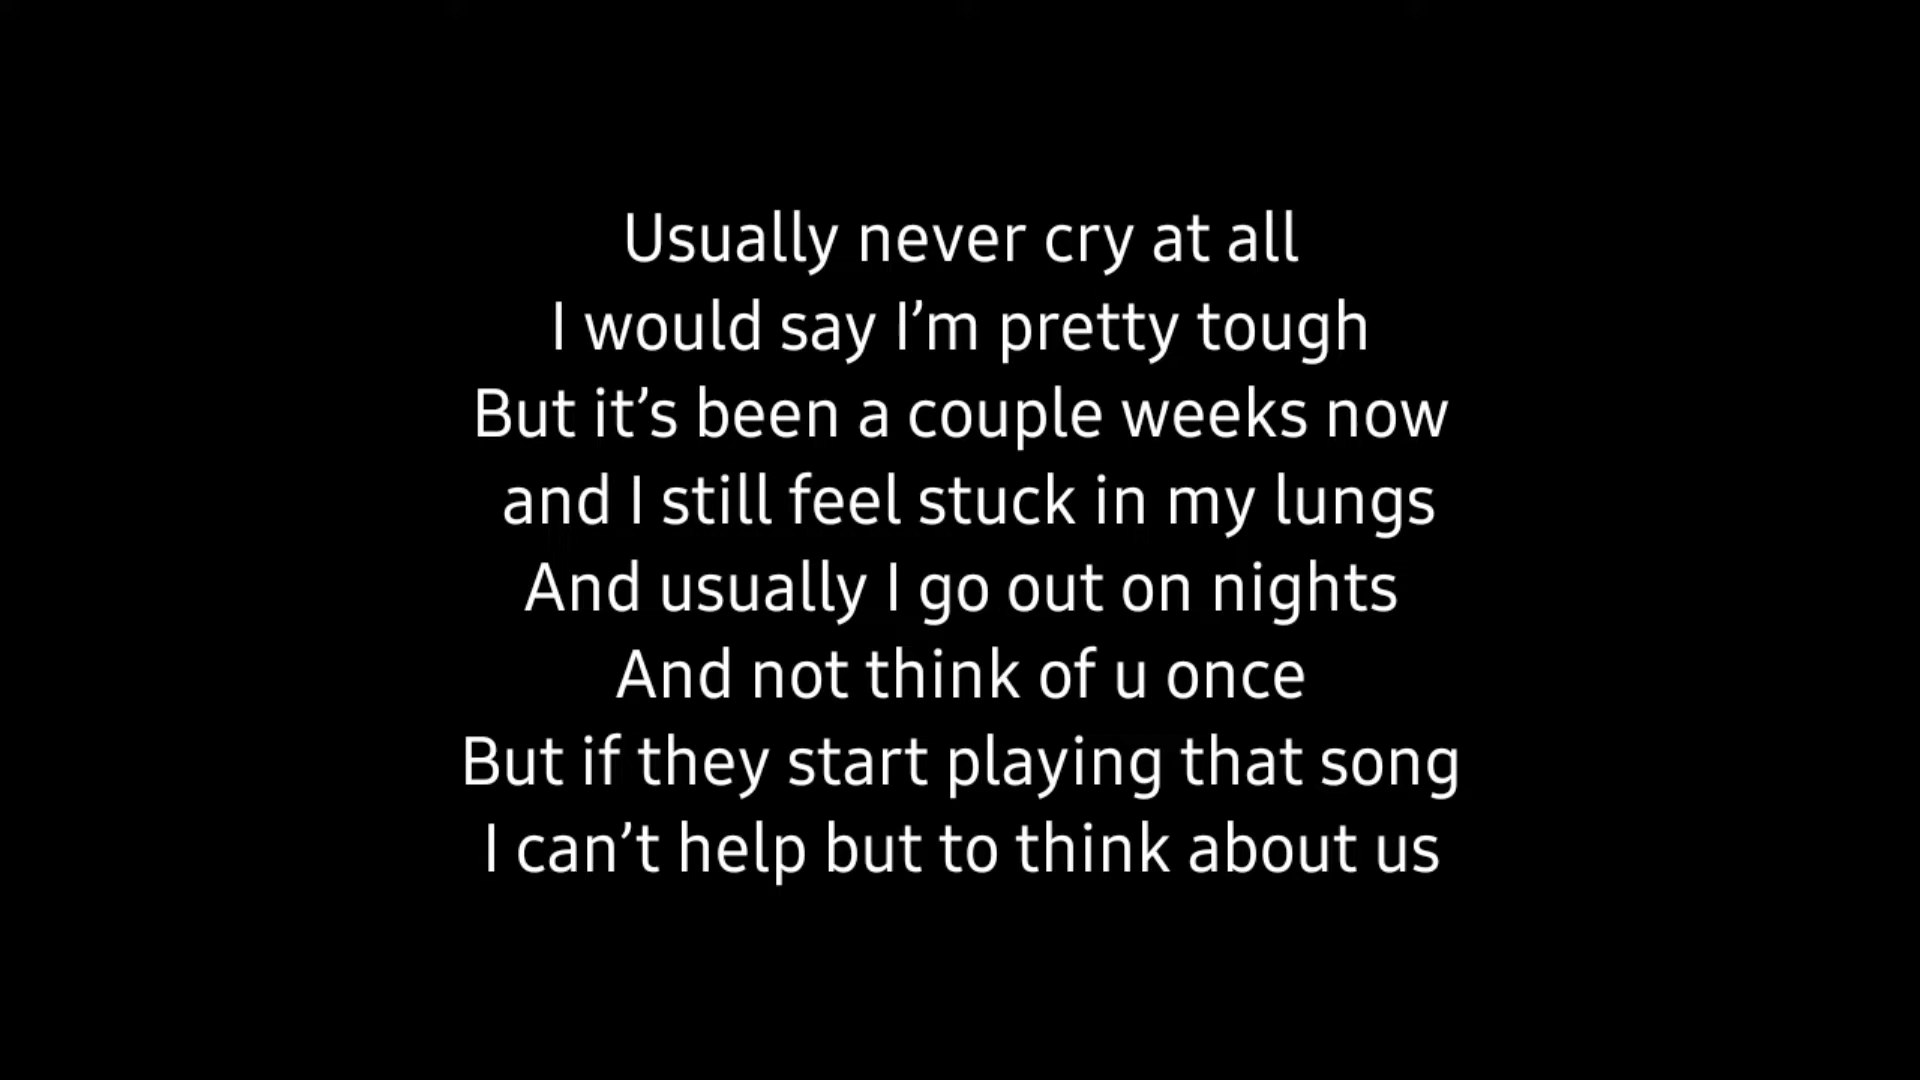 Usually never cry at all
I would say I’m pretty tough
But it’s been a couple weeks now
and I still feel stuck in my lungs
And usually I go out on nights
And not think of u once
But if they start playing that song
I can’t help but to think about us